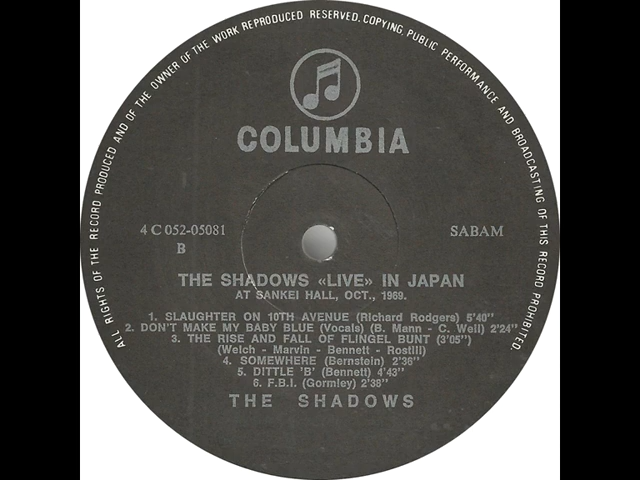 ALL RIGHTS OF THE RECORD PRODUCED AND OF THE OWNER OF THE WORK REPRODUCED RESERVED. COPYING, PUBLIC PERFORMANCE AND BROADCASTING OF THIS RECORD PROHIBITED.
COLUMBIA
4 C 052-05081
B
SABAM
THE SHADOWS «LIVE» IN JAPAN
AT SANKEI HALL, OCT., 1969.
1. SLAUGHTER ON 10TH AVENUE (Richard Rodgers) 5'40"
2. DON'T MAKE MY BABY BLUE (Vocals) (B. Mann - C. Weil) 2'24"
3. THE RISE AND FALL OF FLINGEL BUNT (3'05")
(Welch - Marvin - Bennett - Rostill)
4. SOMEWHERE (Bernstein) 2'36"
5. DITTLE 'B' (Bennett) 4'43"
6. F.B.I. (Gormley) 2'38"
THE SHADOWS